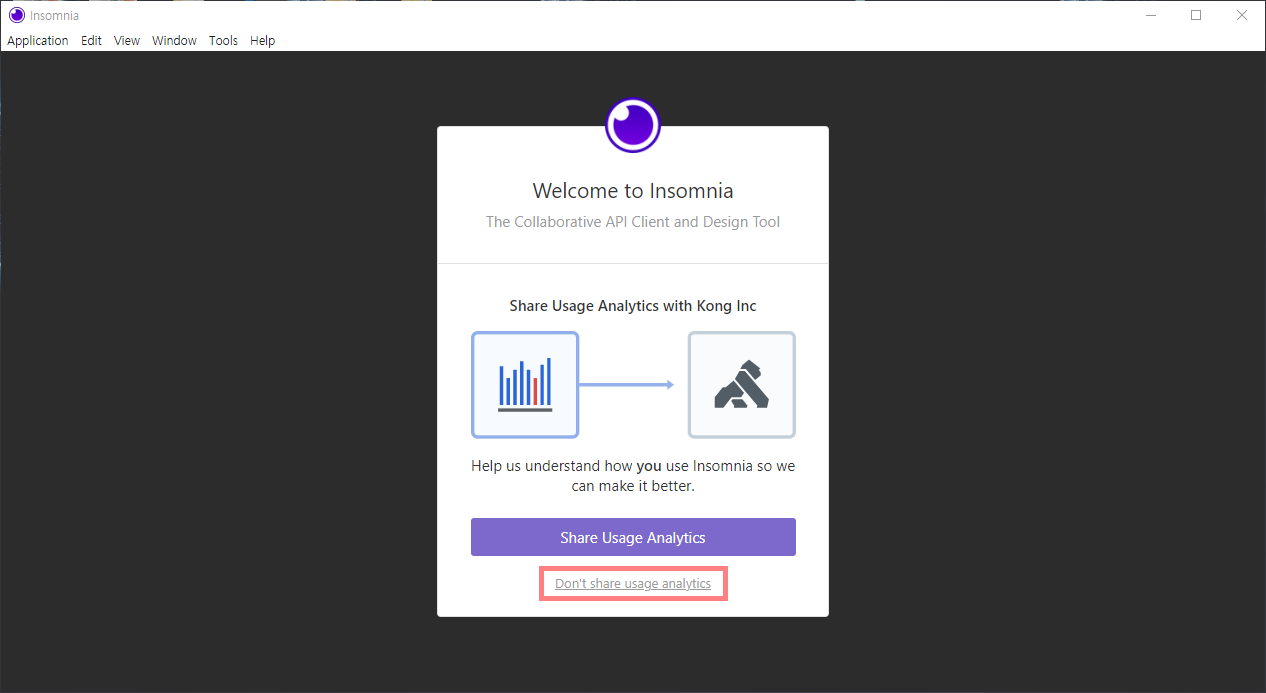 Insomnia
Application Edit View Window Tools Help
Welcome to Insomnia
The Collaborative API Client and Design Tool
Share Usage Analytics with Kong Inc
Help us understand how you use Insomnia so we
can make it better.
Share Usage Analytics
Don't share usage analytics